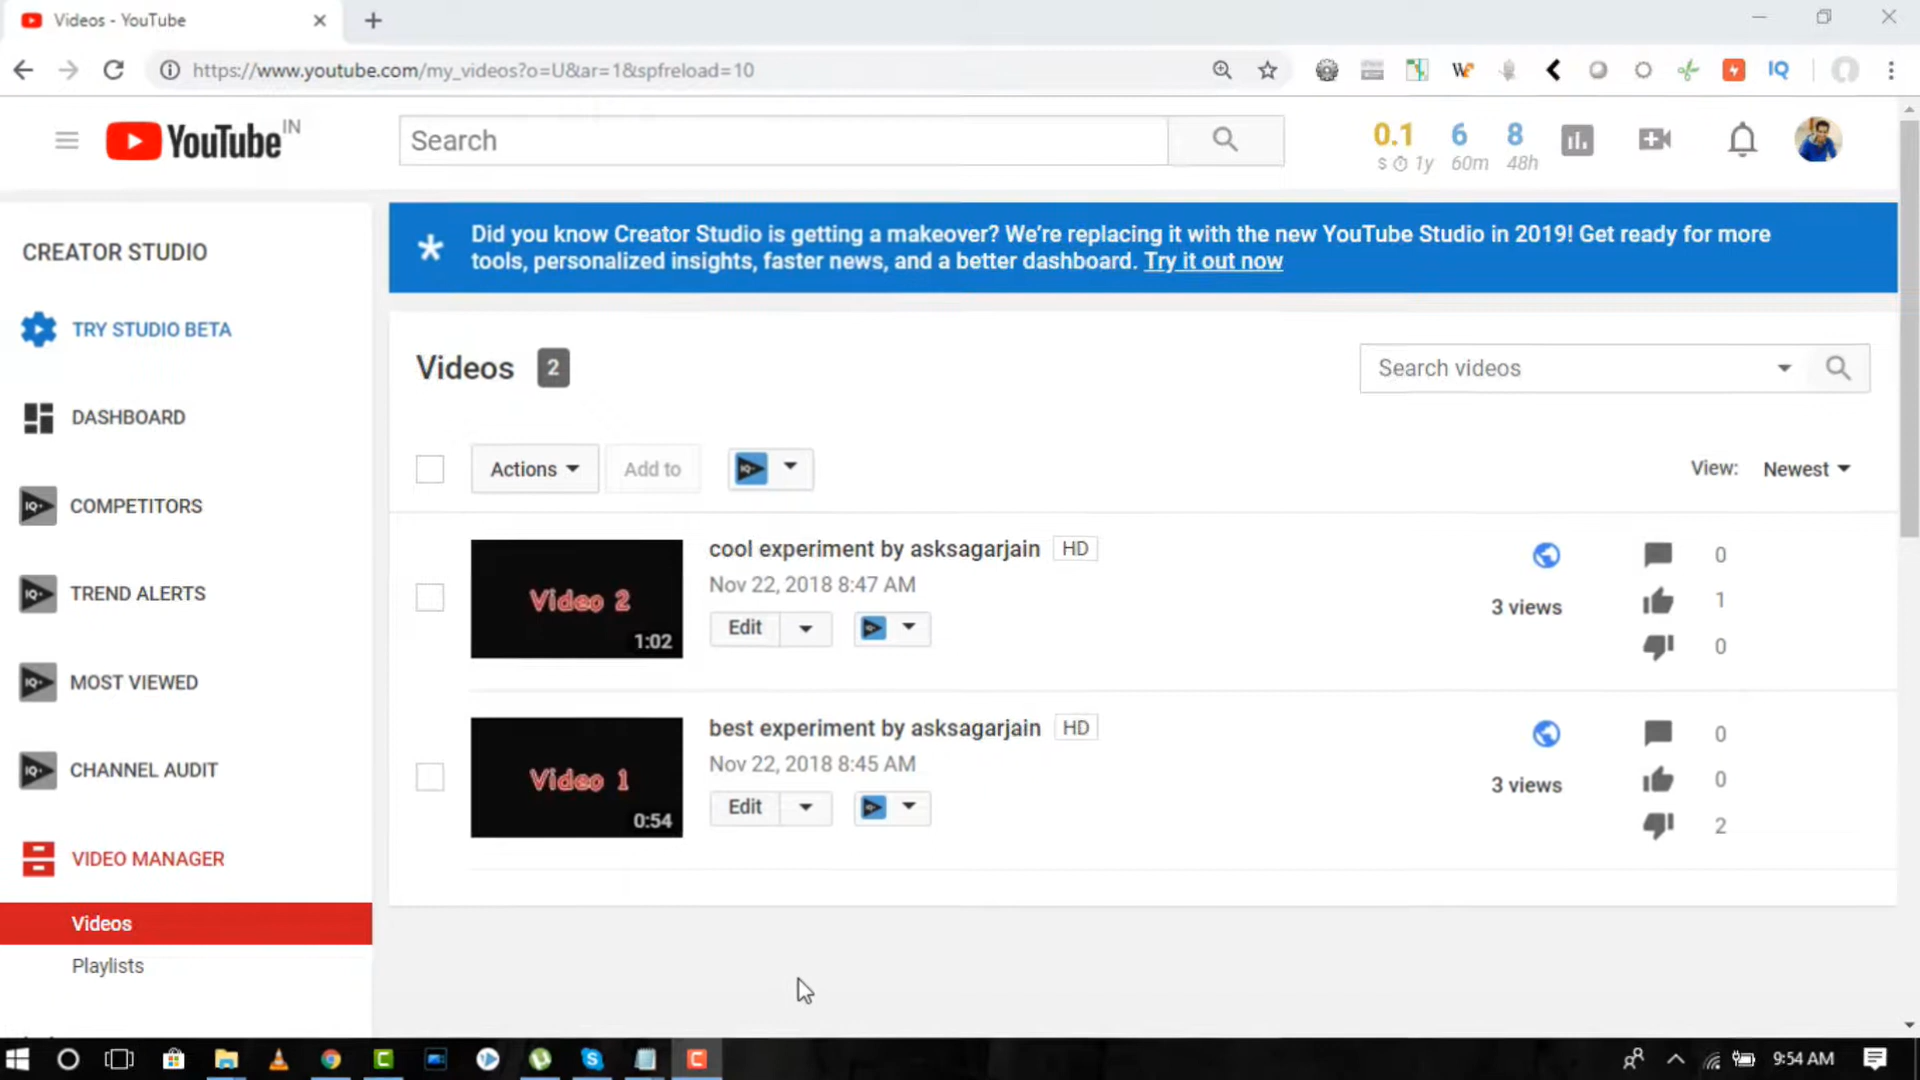 Videos - YouTube
https://www.youtube.com/my_videos?o=U&ar=1&spfreload=10
IQ
YouTube IN
Search
0.1 6 8
s 1y 60m 48h
CREATOR STUDIO
TRY STUDIO BETA
DASHBOARD
COMPETITORS
TREND ALERTS
MOST VIEWED
CHANNEL AUDIT
VIDEO MANAGER
Videos
Playlists
Did you know Creator Studio is getting a makeover? We're replacing it with the new YouTube Studio in 2019! Get ready for more
tools, personalized insights, faster news, and a better dashboard. Try it out now
Videos 2
Search videos
Actions Add to
View: Newest
Video 2
1:02
cool experiment by asksagarjain HD
Nov 22, 2018 8:47 AM
Edit
3 views
0
1
0
Video 1
0:54
best experiment by asksagarjain HD
Nov 22, 2018 8:45 AM
Edit
3 views
0
0
2
9:54 AM